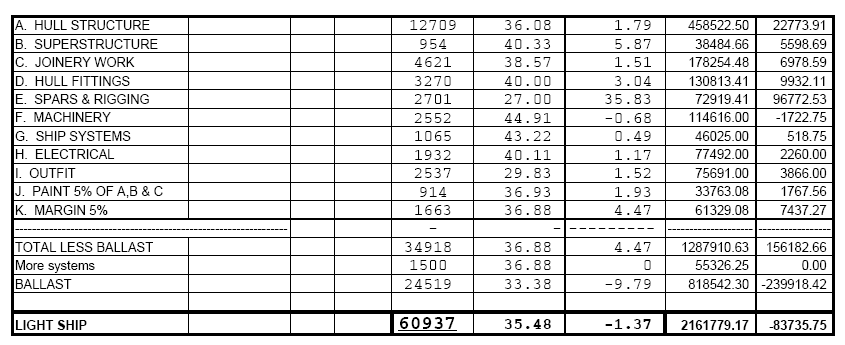 A. HULL STRUCTURE 12709 36.08 1.79 458522.50 22773.91
B. SUPERSTRUCTURE 954 40.33 5.87 38484.66 5598.69
C. JOINERY WORK 4621 38.57 1.51 178254.48 6978.59
D. HULL FITTINGS 3270 40.00 3.04 130813.41 9932.11
E. SPARS & RIGGING 2701 27.00 35.83 72919.41 96772.53
F. MACHINERY 2552 44.91 -0.68 114616.00 -1722.75
G. SHIP SYSTEMS 1065 43.22 0.49 46025.00 518.75
H. ELECTRICAL 1932 40.11 1.17 77492.00 2260.00
I. OUTFIT 2537 29.83 1.52 75691.00 3866.00
J. PAINT 5% OF A,B & C 914 36.93 1.93 33763.08 1767.56
K. MARGIN 5% 1663 36.88 4.47 61329.08 7437.27
TOTAL LESS BALLAST 34918 36.88 4.47 1287910.63 156182.66
More systems 1500 36.88 0 55326.25 0.00
BALLAST 24519 33.38 -9.79 818542.30 -239918.42
LIGHT SHIP 60937 35.48 -1.37 2161779.17 -83735.75